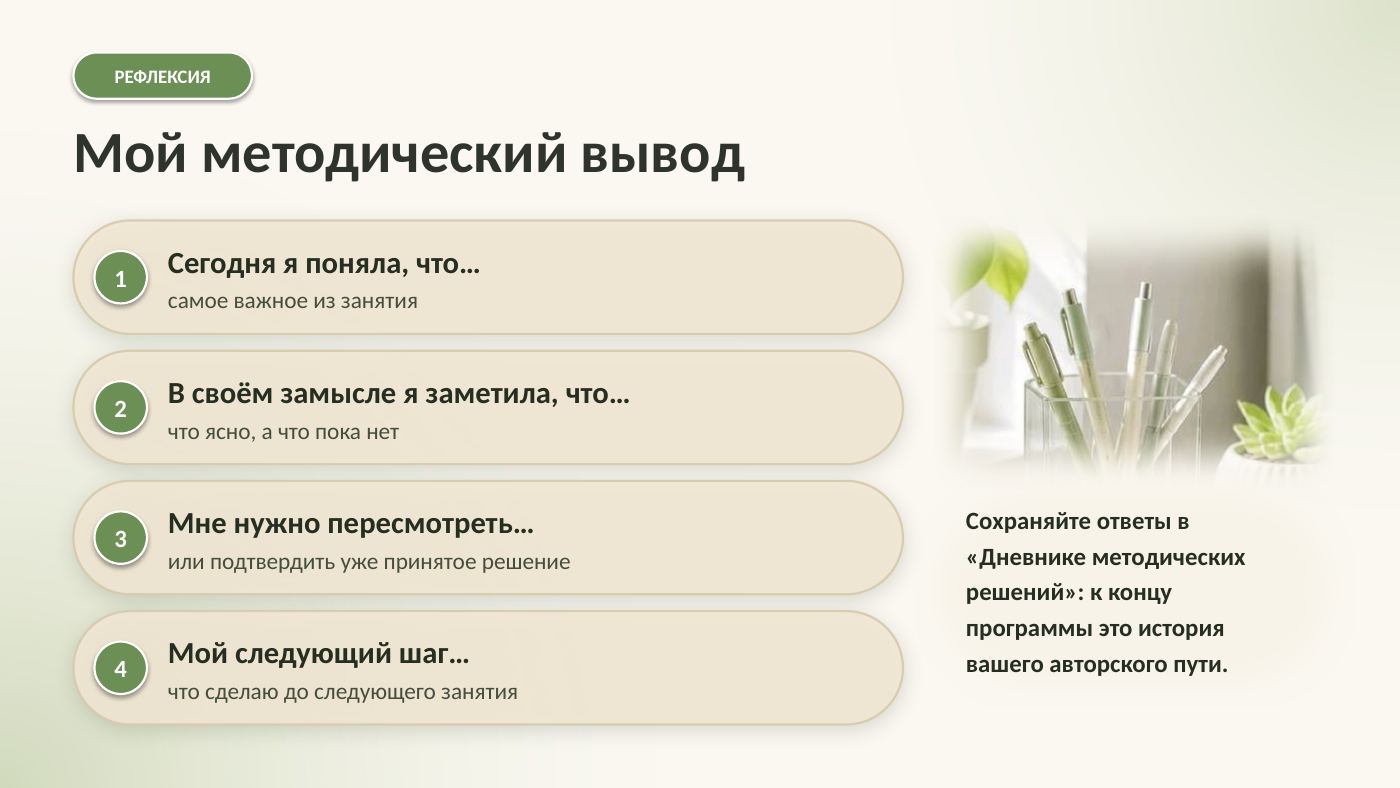 РЕФЛЕКСИЯ
Мой методический вывод
1
Сегодня я поняла, что…
самое важное из занятия
2
В своём замысле я заметила, что…
что ясно, а что пока нет
3
Мне нужно пересмотреть…
или подтвердить уже принятое решение
4
Мой следующий шаг…
что сделаю до следующего занятия
Сохраняйте ответы в
«Дневнике методических
решений»: к концу
программы это история
вашего авторского пути.